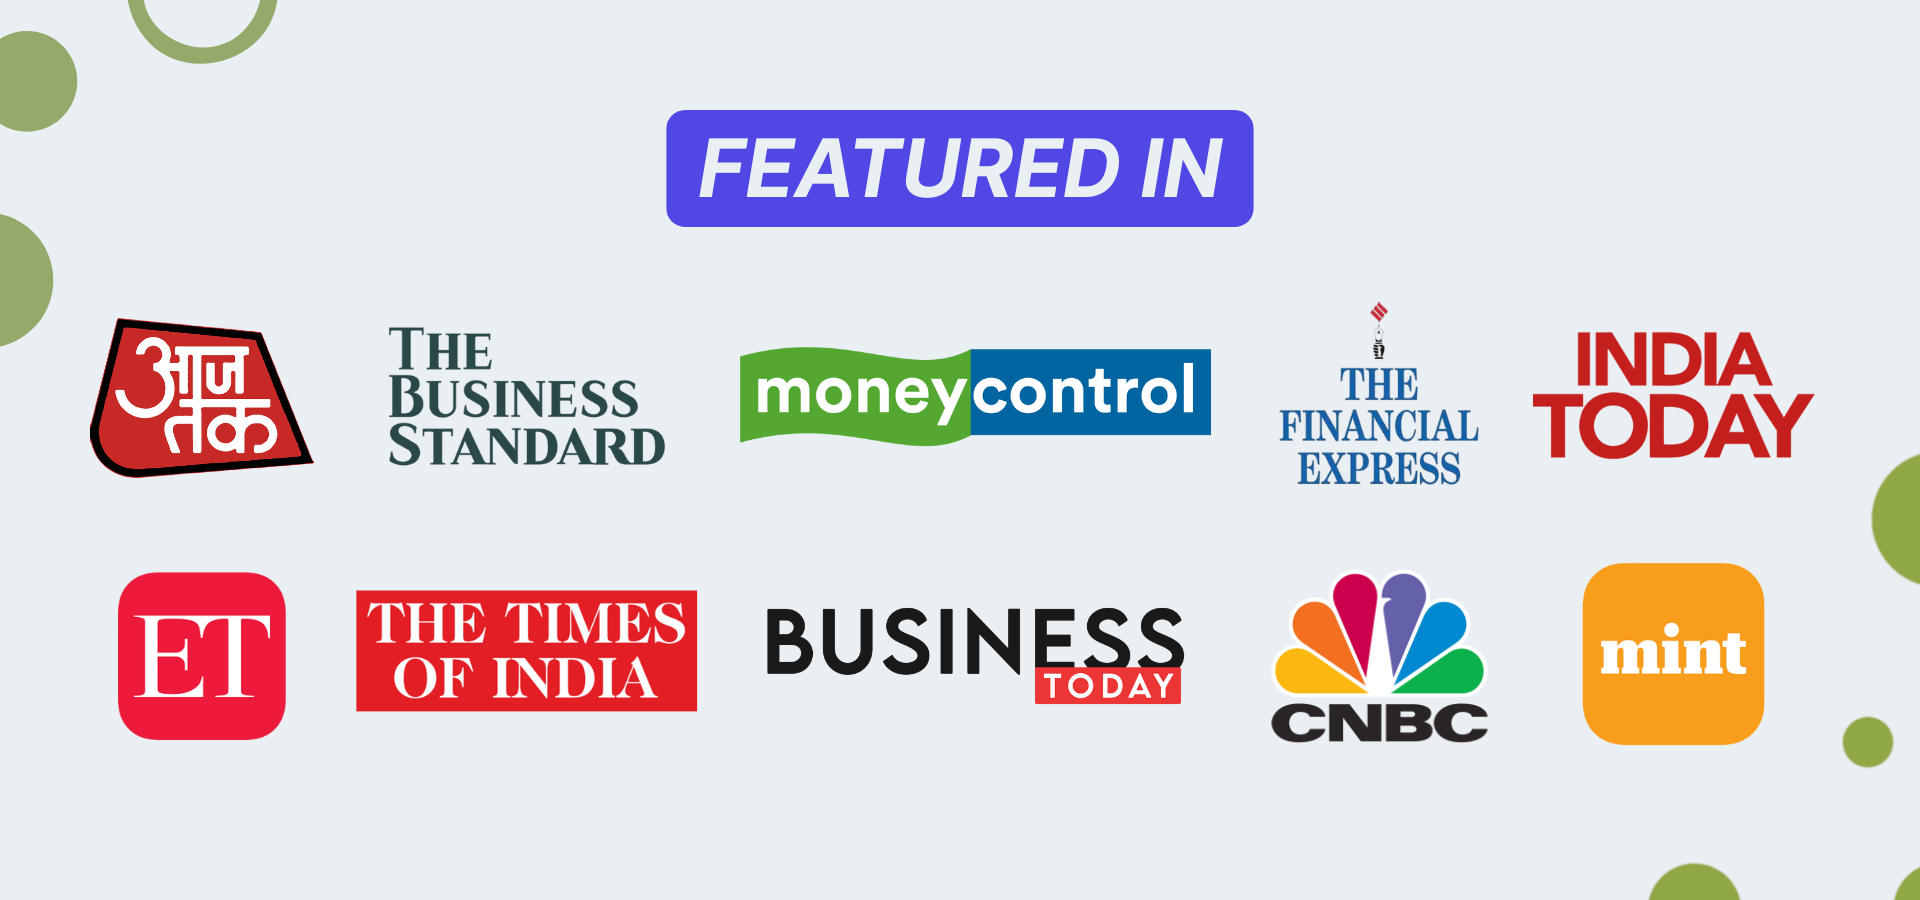 FEATURED IN
आज
तक
THE
BUSINESS
STANDARD
moneycontrol
THE
FINANCIAL
EXPRESS
INDIA
TODAY
ET
THE TIMES
OF INDIA
BUSINESS
TODAY
CNBC
mint